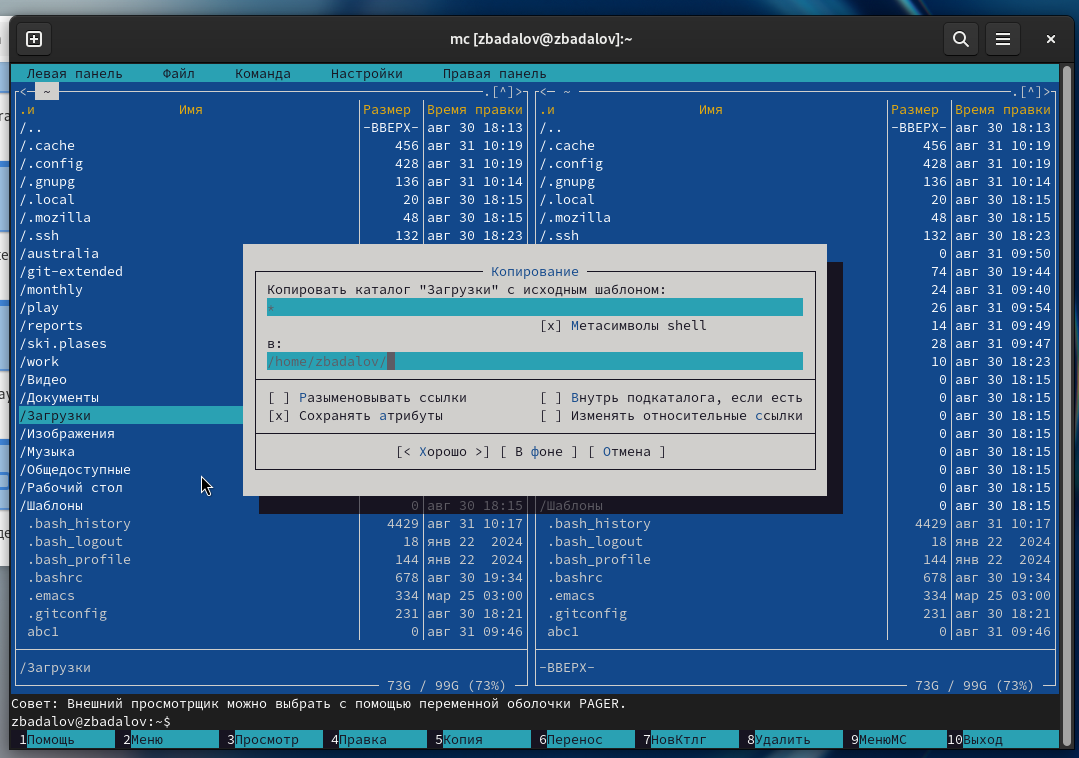 mc [zbadalov@zbadalov]:~
Левая панель Файл Команда Настройки Правая панель
<─ ~ ─.[^]> <─ ~ ─.[^]>
.и Имя Размер Время правки .и Имя Размер Время правки
/.. -ВВЕРХ- авг 30 18:13 /.. -ВВЕРХ- авг 30 18:13
/.cache 456 авг 31 10:19 /.cache 456 авг 31 10:19
/.config 428 авг 31 10:19 /.config 428 авг 31 10:19
/.gnupg 136 авг 31 10:14 /.gnupg 136 авг 31 10:14
/.local 20 авг 30 18:15 /.local 20 авг 30 18:15
/.mozilla 48 авг 30 18:15 /.mozilla 48 авг 30 18:15
/.ssh 132 авг 30 18:23 /.ssh 132 авг 30 18:23
/australia 0 авг 31 09:50
/git-extended 74 авг 30 19:44
/monthly 24 авг 31 09:40
/play 26 авг 31 09:54
/reports 14 авг 31 09:49
/ski.plases 28 авг 31 09:47
/work 10 авг 30 18:23
/Видео 0 авг 30 18:15
/Документы 0 авг 30 18:15
/Загрузки 0 авг 30 18:15
/Изображения 0 авг 30 18:15
/Музыка 0 авг 30 18:15
/Общедоступные 0 авг 30 18:15
/Рабочий стол 0 авг 30 18:15
Копирование
Копировать каталог "Загрузки" с исходным шаблоном:
*
[x] Метасимволы shell
в:
/home/zbadalov/
[ ] Разыменовывать ссылки [ ] Внутрь подкаталога, если есть
[x] Сохранять атрибуты [ ] Изменять относительные ссылки
[< Хорошо >] [ В фоне ] [ Отмена ]
/Шаблоны 0 авг 30 18:15 /Шаблоны 0 авг 30 18:15
.bash_history 4429 авг 31 10:17 .bash_history 4429 авг 31 10:17
.bash_logout 18 янв 22 2024 .bash_logout 18 янв 22 2024
.bash_profile 144 янв 22 2024 .bash_profile 144 янв 22 2024
.bashrc 678 авг 30 19:34 .bashrc 678 авг 30 19:34
.emacs 334 мар 25 03:00 .emacs 334 мар 25 03:00
.gitconfig 231 авг 30 18:21 .gitconfig 231 авг 30 18:21
abc1 0 авг 31 09:46 abc1 0 авг 31 09:46
/Загрузки -ВВЕРХ-
73G / 99G (73%) 73G / 99G (73%)
Совет: Внешний просмотрщик можно выбрать с помощью переменной оболочки PAGER.
zbadalov@zbadalov:~$
1Помощь 2Меню 3Просмотр 4Правка 5Копия 6Перенос 7НовКтлг 8Удалить 9МенюМС 10Выход